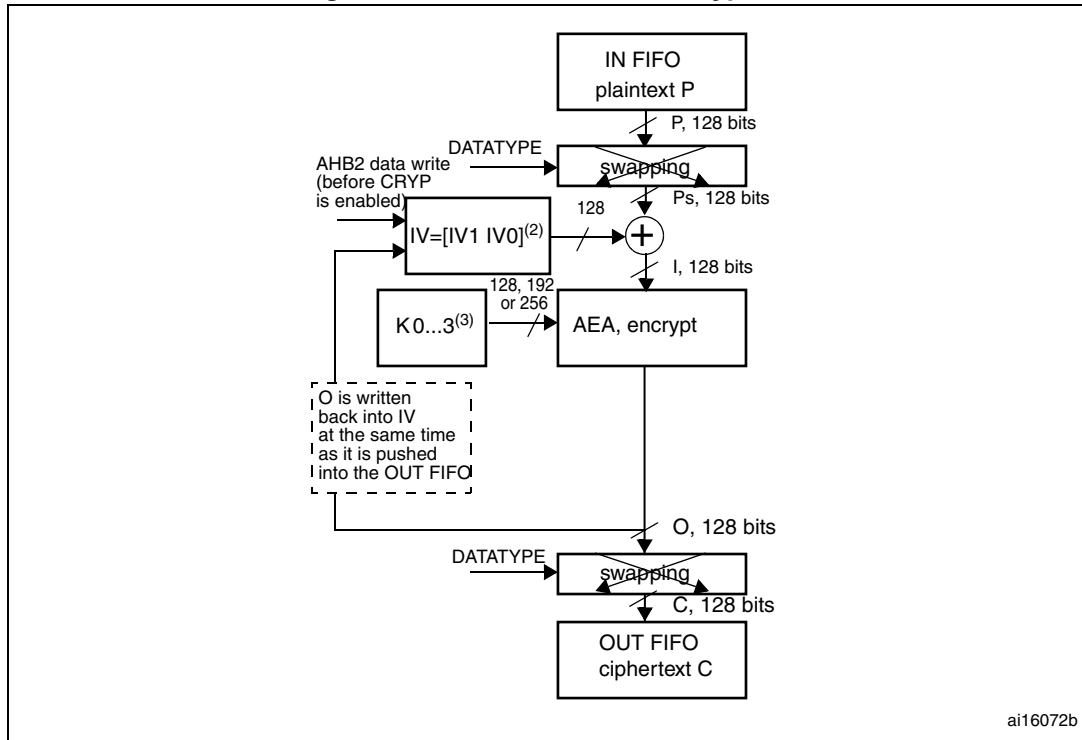 IN FIFO
plaintext P
P, 128 bits
DATATYPE
swapping
AHB2 data write
(before CRYP
is enabled)
Ps, 128 bits
128
IV=[IV1 IV0](2)
+
I, 128 bits
128, 192
or 256
K 0...3(3)
AEA, encrypt
O is written
back into IV
at the same time
as it is pushed
into the OUT FIFO
O, 128 bits
DATATYPE
swapping
C, 128 bits
OUT FIFO
ciphertext C
ai16072b